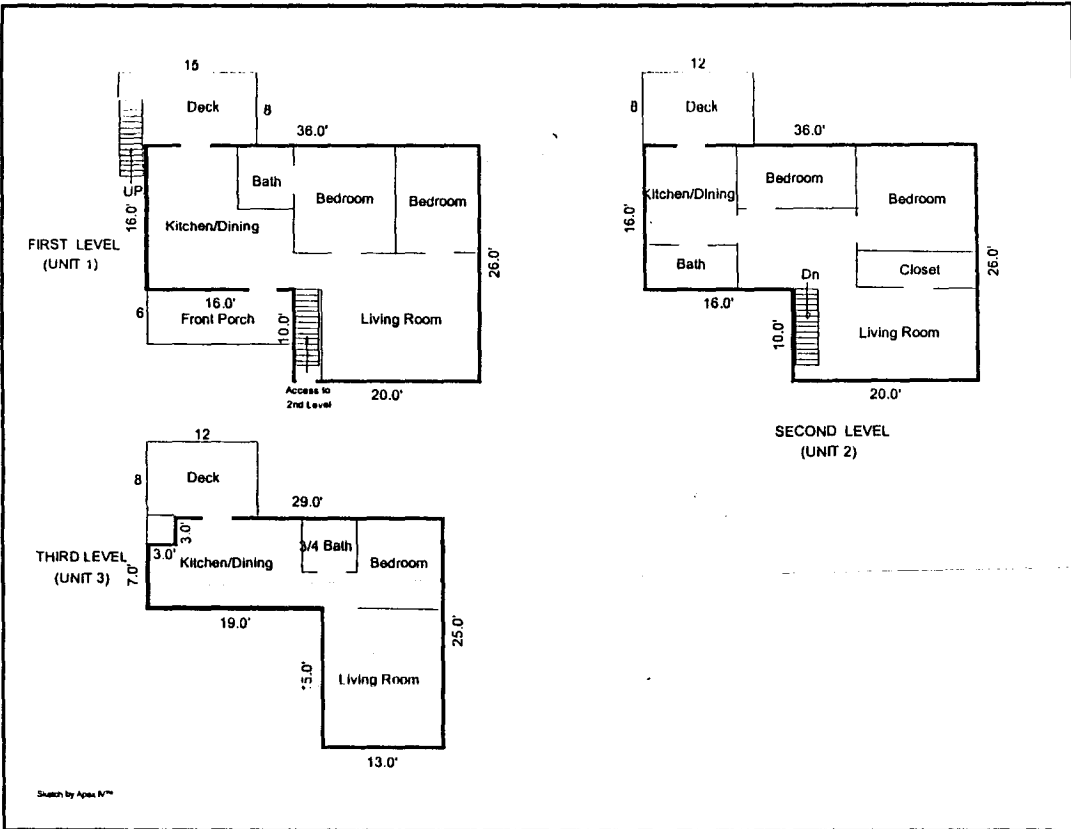 15
Deck
8
36.0'
Bath
Bedroom
Bedroom
UP
16.0'
Kitchen/Dining
FIRST LEVEL
(UNIT 1)
26.0'
16.0'
6
Front Porch
10.0'
Living Room
Access to
2nd Level
20.0'
12
8
Deck
36.0'
Kitchen/Dining
Bedroom
Bedroom
16.0'
Bath
Dn
Closet
26.0'
16.0'
10.0'
Living Room
20.0'
SECOND LEVEL
(UNIT 2)
12
8
Deck
29.0'
3.0'
3.0'
3/4 Bath
THIRD LEVEL
(UNIT 3)
7.0'
Kitchen/Dining
Bedroom
19.0'
25.0'
15.0'
Living Room
13.0'
Sketch by Apex IV™